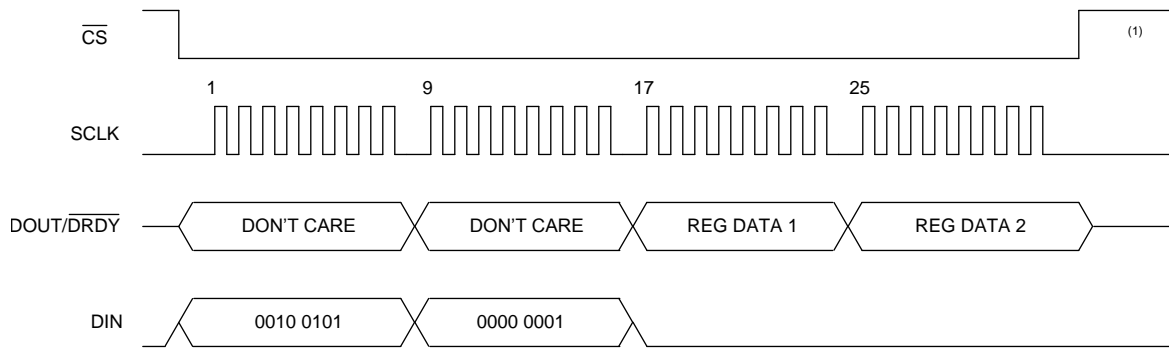 CS
(1)
1 9 17 25
SCLK
DOUT/DRDY DON'T CARE DON'T CARE REG DATA 1 REG DATA 2
DIN 0010 0101 0000 0001